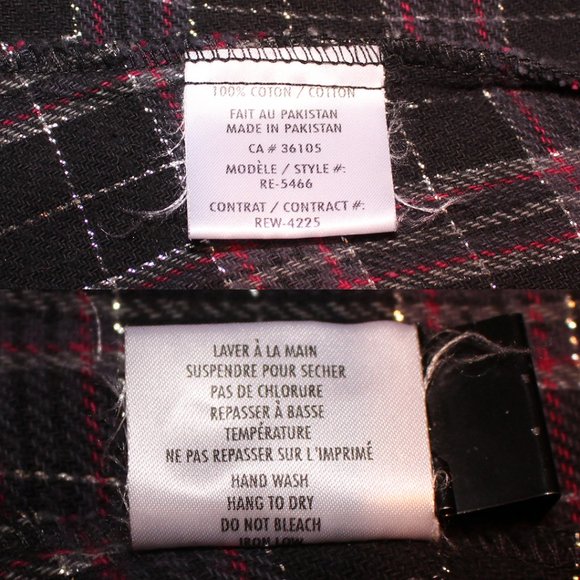 100% COTON / COTTON
FAIT AU PAKISTAN
MADE IN PAKISTAN
CA # 36105
MODÈLE / STYLE #:
RE-5466
CONTRAT / CONTRACT #:
REW-4225
LAVER À LA MAIN
SUSPENDRE POUR SECHER
PAS DE CHLORURE
REPASSER À BASSE
TEMPÉRATURE
NE PAS REPASSER SUR L'IMPRIMÉ
HAND WASH
HANG TO DRY
DO NOT BLEACH
IRON LOW